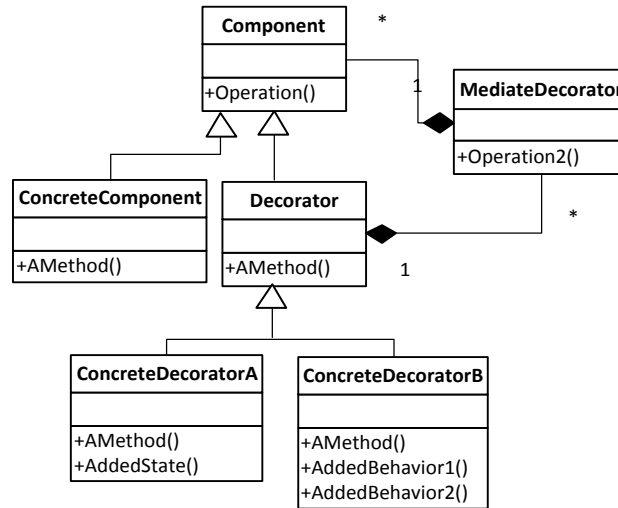 Component
*
+Operation()
1
MediateDecorator
+Operation2()
ConcreteComponent
+AMethod()
Decorator
+AMethod()
*
1
ConcreteDecoratorA
+AMethod()
+AddedState()
ConcreteDecoratorB
+AMethod()
+AddedBehavior1()
+AddedBehavior2()